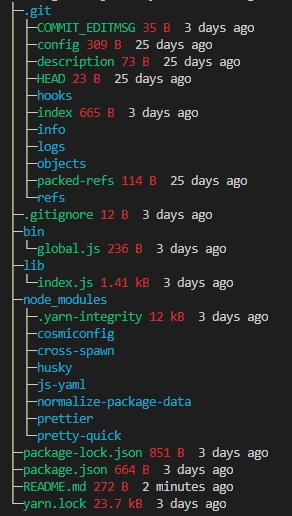 ├─.git
│ ├─COMMIT_EDITMSG 35 B  3 days ago
│ ├─config 309 B  25 days ago
│ ├─description 73 B  25 days ago
│ ├─HEAD 23 B  25 days ago
│ ├─hooks
│ ├─index 665 B  3 days ago
│ ├─info
│ ├─logs
│ ├─objects
│ ├─packed-refs 114 B  25 days ago
│ └─refs
├─.gitignore 12 B  3 days ago
├─bin
│ └─global.js 236 B  3 days ago
├─lib
│ └─index.js 1.41 kB  3 days ago
├─node_modules
│ ├─.yarn-integrity 12 kB  3 days ago
│ ├─cosmiconfig
│ ├─cross-spawn
│ ├─husky
│ ├─js-yaml
│ ├─normalize-package-data
│ ├─prettier
│ └─pretty-quick
├─package-lock.json 851 B  3 days ago
├─package.json 664 B  3 days ago
├─README.md 272 B  2 minutes ago
└─yarn.lock 23.7 kB  3 days ago